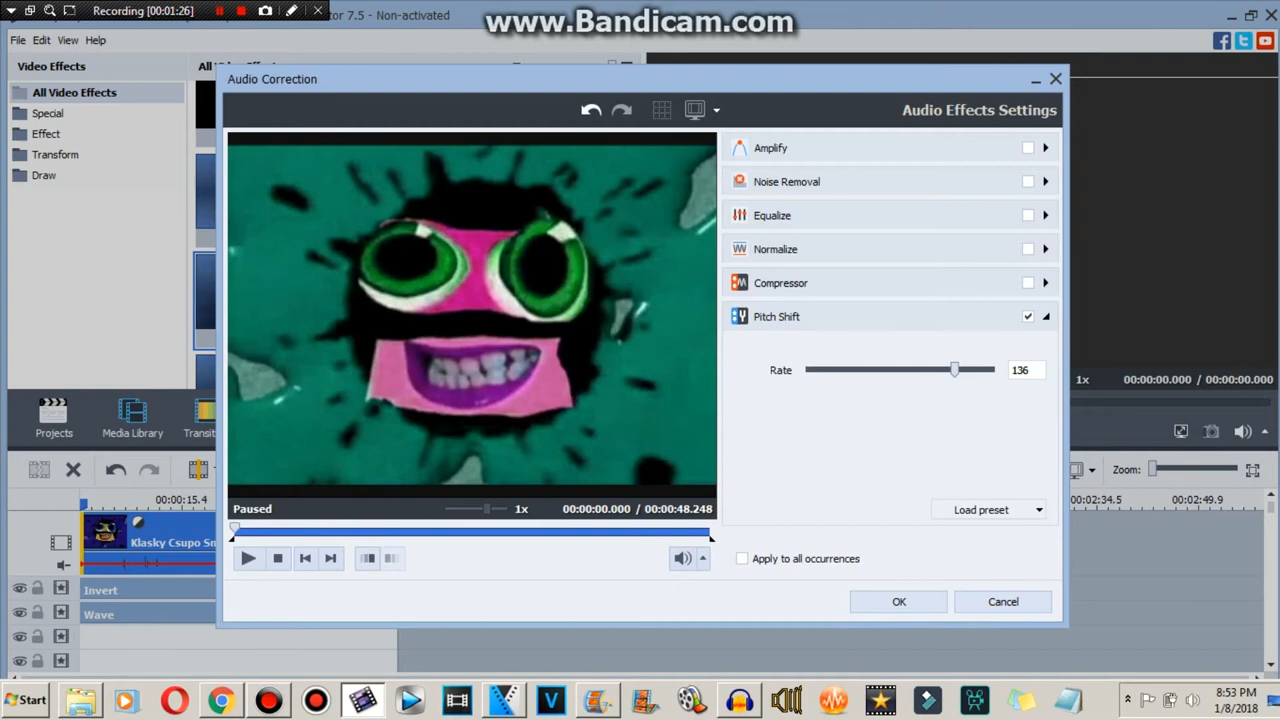 Recording [00:01:26]
www.Bandicam.com
tor 7.5 - Non-activated
File Edit View Help
Video Effects
All Video Effects
Special
Effect
Transform
Draw
Audio Correction
Audio Effects Settings
Amplify
Noise Removal
Equalize
Normalize
Compressor
Pitch Shift
Rate 136
Load preset
Apply to all occurrences
OK Cancel
Paused 1x 00:00:00.000 / 00:00:48.248
1x 00:00:00.000 / 00:00:00.000
Projects Media Library Transiti
Zoom:
00:00:15.4 00:02:34.5 00:02:49.9
Klasky Csupo Sn
Invert
Wave
Start
8:53 PM
1/8/2018